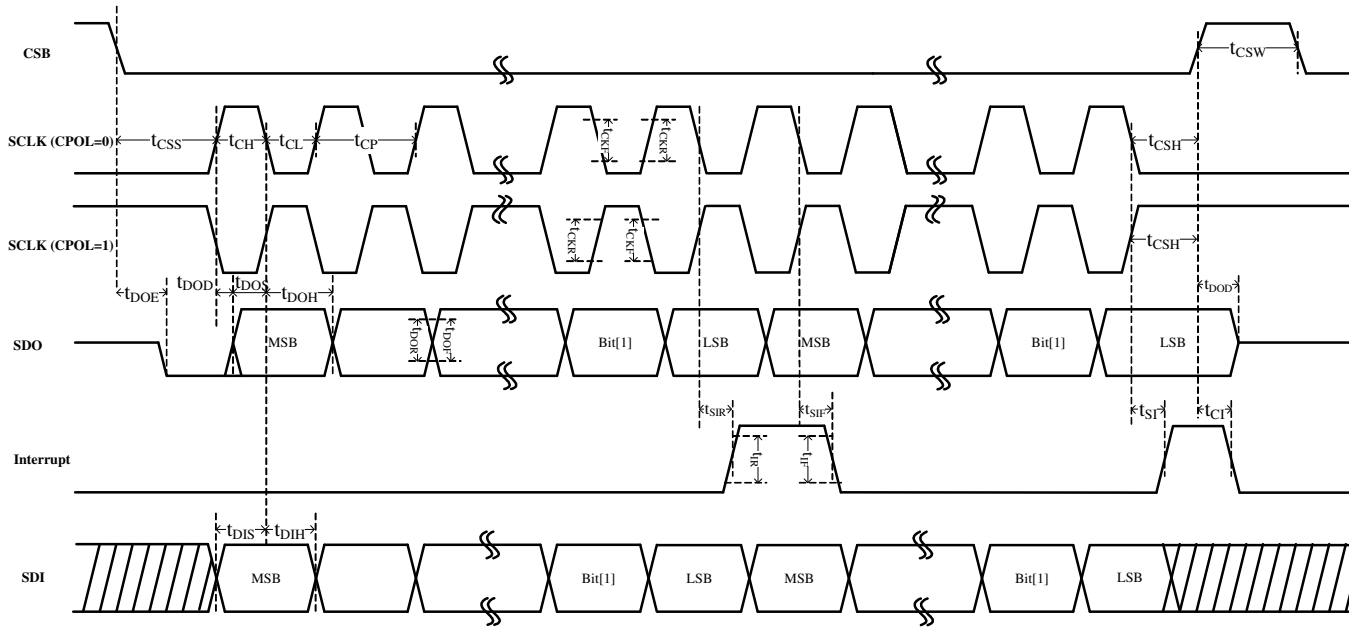 CSB
tCSW
SCLK (CPOL=0)
tCSS
tCH
tCL
tCP
tCKF
tCKR
tCSH
SCLK (CPOL=1)
tCKR
tCKF
tCSH
tDOE
tDOD
tDOS
tDOH
tDOD
SDO
MSB
tDOR
tDOF
Bit[1]
LSB
MSB
Bit[1]
LSB
tSIR
tSIF
tSI
tCI
Interrupt
tIR
tIF
tDIS
tDIH
SDI
MSB
Bit[1]
LSB
MSB
Bit[1]
LSB